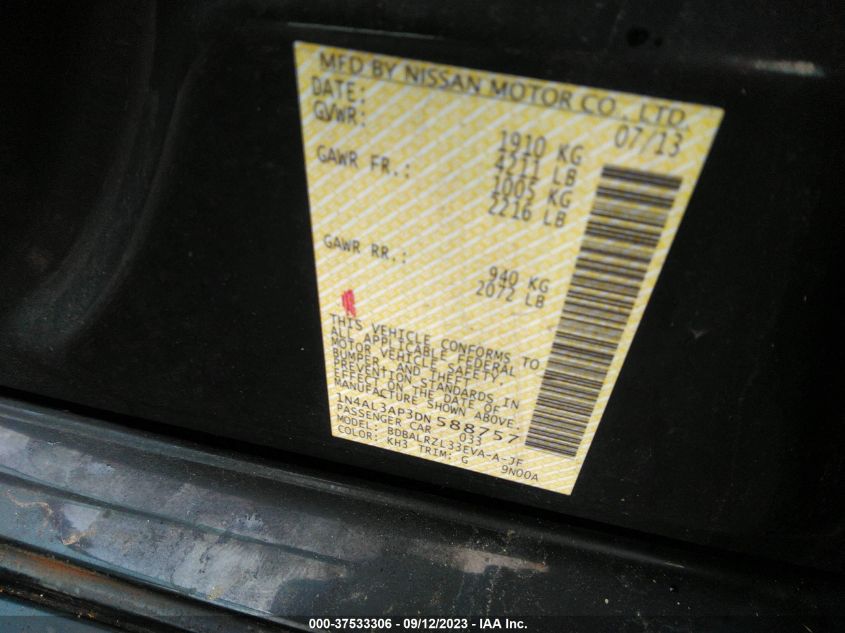 MFD BY NISSAN MOTOR CO., LTD.
DATE: 07/13
GVWR: 1910 KG
4211 LB
GAWR FR.: 1005 KG
2216 LB
GAWR RR.: 940 KG
2072 LB
THIS VEHICLE CONFORMS TO
ALL APPLICABLE FEDERAL
MOTOR VEHICLE SAFETY,
BUMPER, AND THEFT
PREVENTION STANDARDS IN
EFFECT ON THE DATE OF
MANUFACTURE SHOWN ABOVE.
1N4AL3AP3DN 588757
PASSENGER CAR 033
MODEL: BDBALRZL33EVA-A-JF
COLOR: KH3 TRIM: G 9N00A
000-37533306 - 09/12/2023 - IAA Inc.